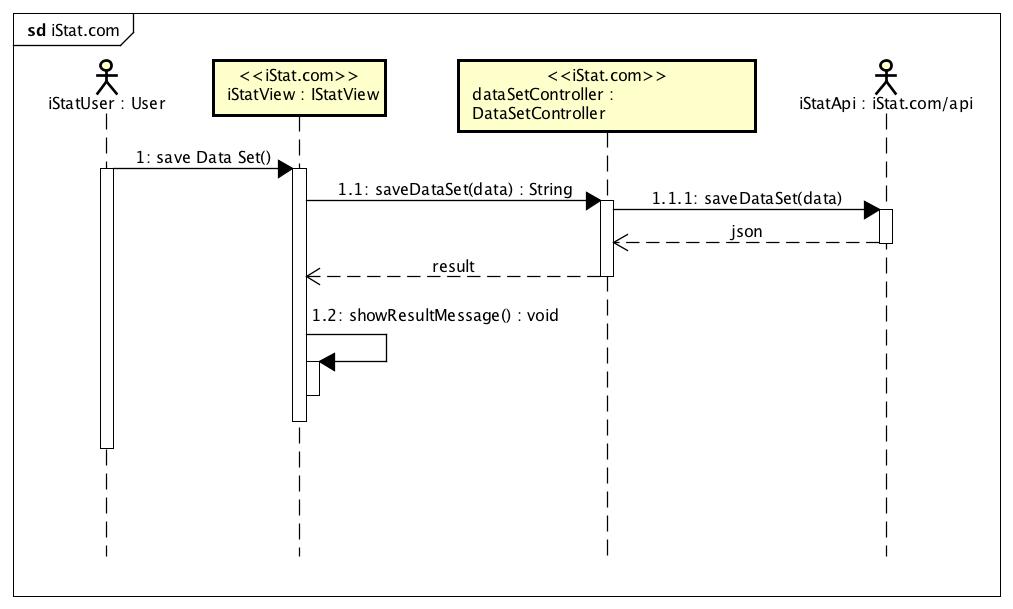 sd iStat.com
iStatUser : User
<<iStat.com>>
iStatView : IStatView
<<iStat.com>>
dataSetController :
DataSetController
iStatApi : iStat.com/api
1: save Data Set()
1.1: saveDataSet(data) : String
1.1.1: saveDataSet(data)
json
result
1.2: showResultMessage() : void